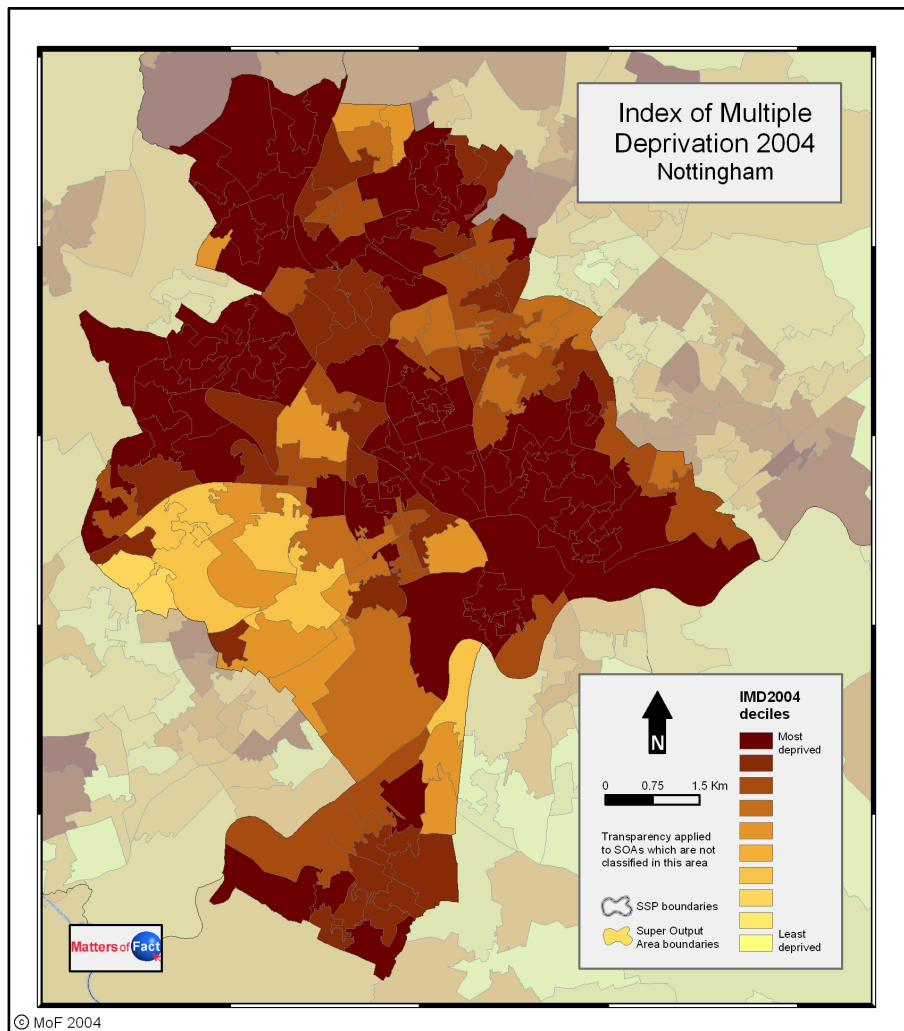 Index of Multiple
Deprivation 2004
Nottingham
IMD2004
deciles
Most
deprived
N
0 0.75 1.5 Km
Transparency applied
to SOAs which are not
classified in this area
SSP boundaries
Super Output
Area boundaries
Least
deprived
Matters of Fact
© MoF 2004